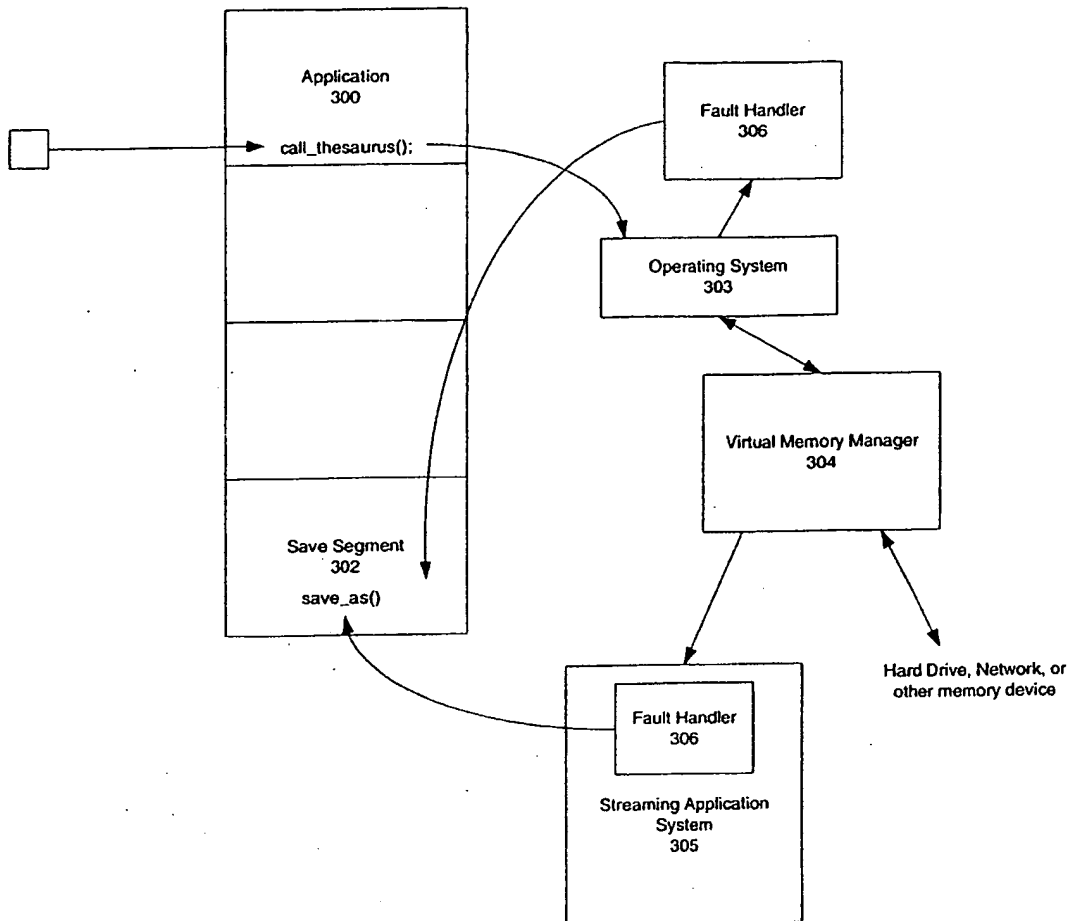 Application
300
call_thesaurus();
Fault Handler
306
Operating System
303
Virtual Memory Manager
304
Save Segment
302
save_as()
Hard Drive, Network, or
other memory device
Fault Handler
306
Streaming Application
System
305